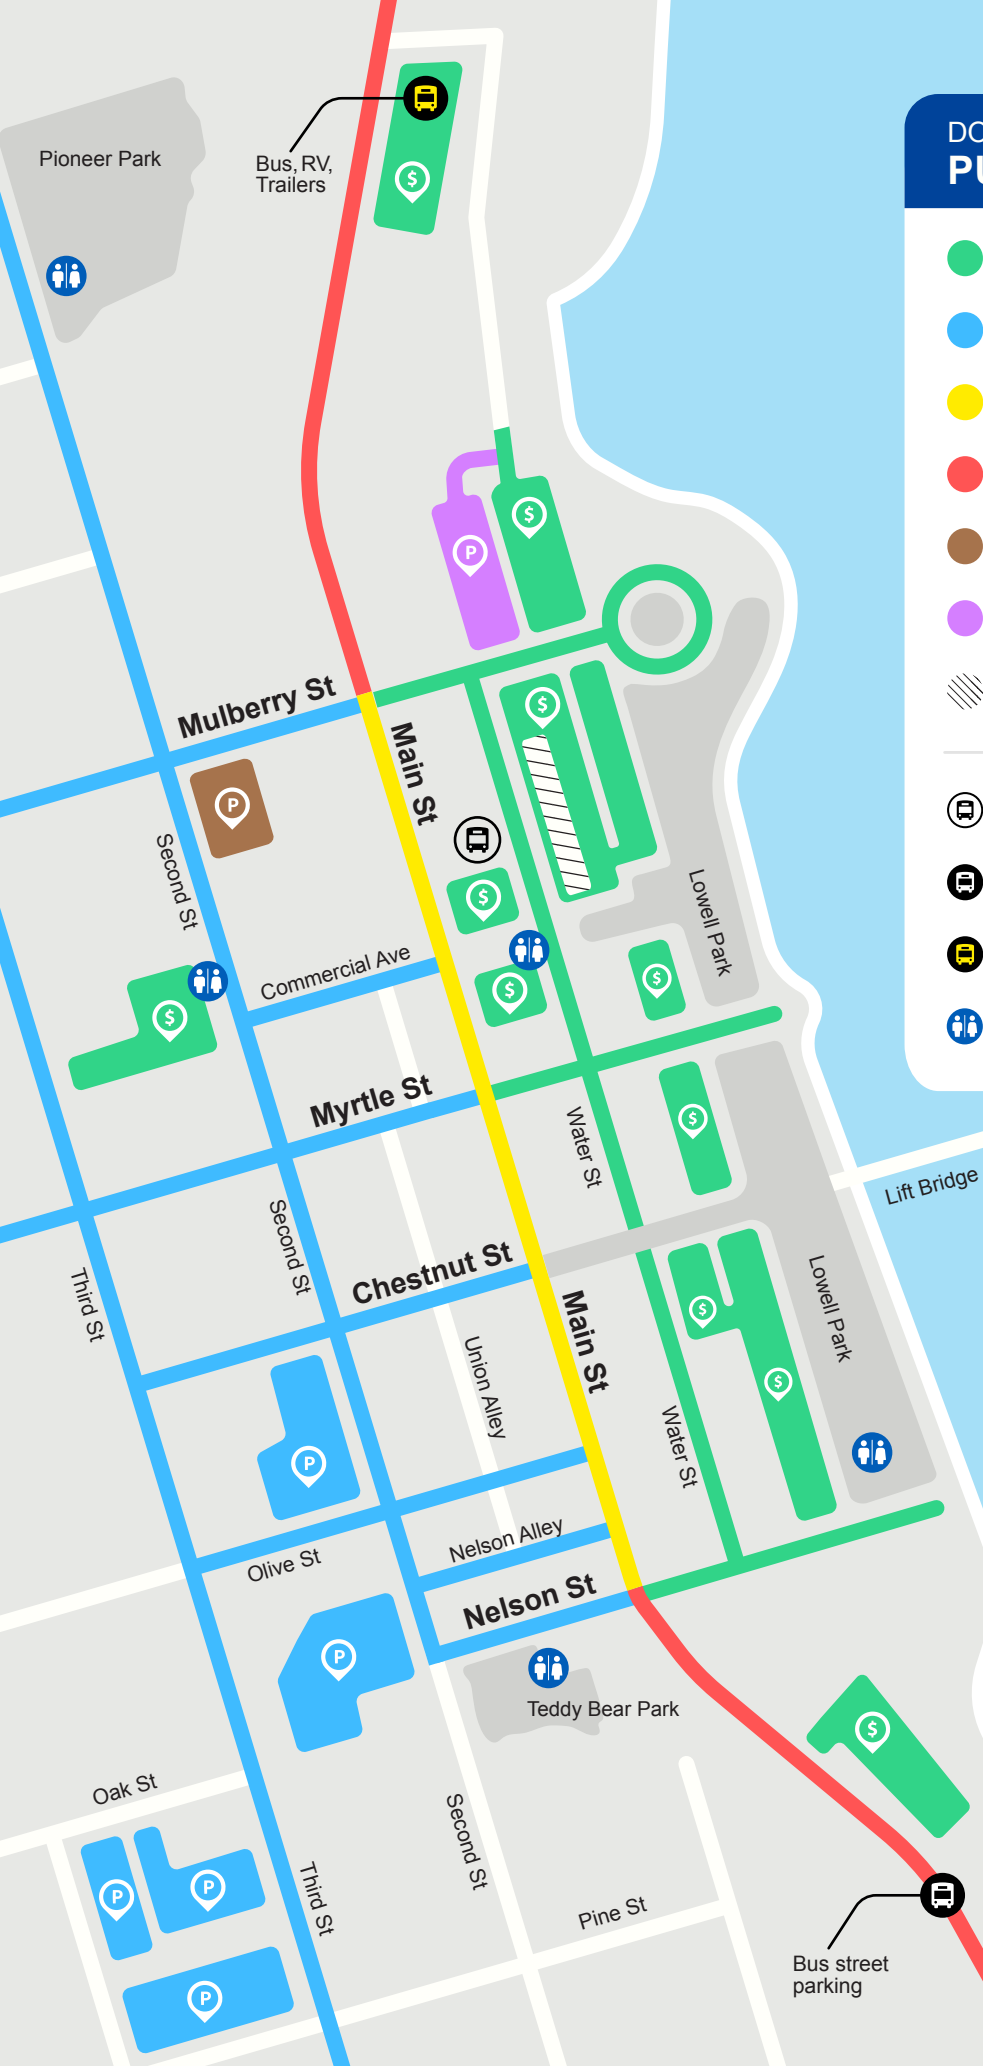 DO
PU
Pioneer Park
Bus, RV,
Trailers
$
$
P
Mulberry St
$
Main St
P
Second St
$
Lowell Park
Commercial Ave
$
$
$
Myrtle St
Water St
$
Lift Bridge
Second St
Chestnut St
Third St
Main St
Lowell Park
$
Union Alley
$
Water St
P
Nelson Alley
Olive St
Nelson St
P
Teddy Bear Park
$
Oak St
Second St
Third St
P
P
Pine St
Bus street
parking
P